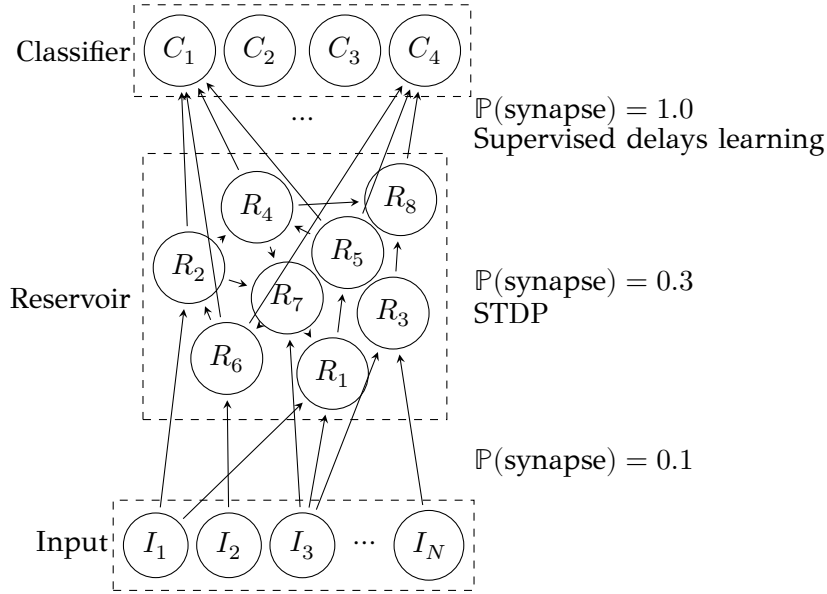 Classifier
C1 C2 C3 C4
...
ℙ(synapse) = 1.0
Supervised delays learning
R4 R8
R2 R5
Reservoir
R7 R3
R6 R1
ℙ(synapse) = 0.3
STDP
ℙ(synapse) = 0.1
Input
I1 I2 I3 ... IN